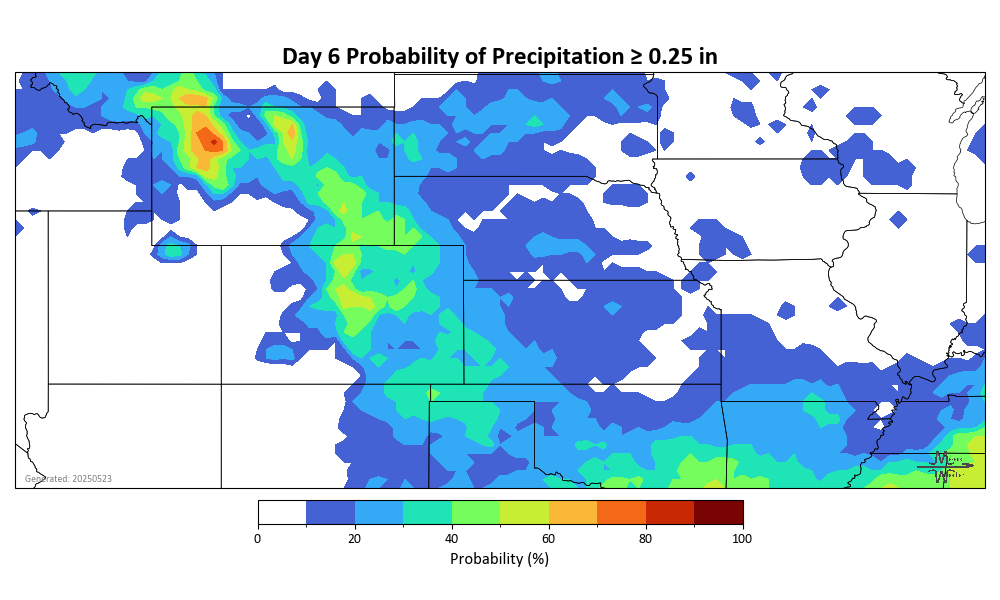 Day 6 Probability of Precipitation ≥ 0.25 in
Generated: 20250523
0 20 40 60 80 100
Probability (%)